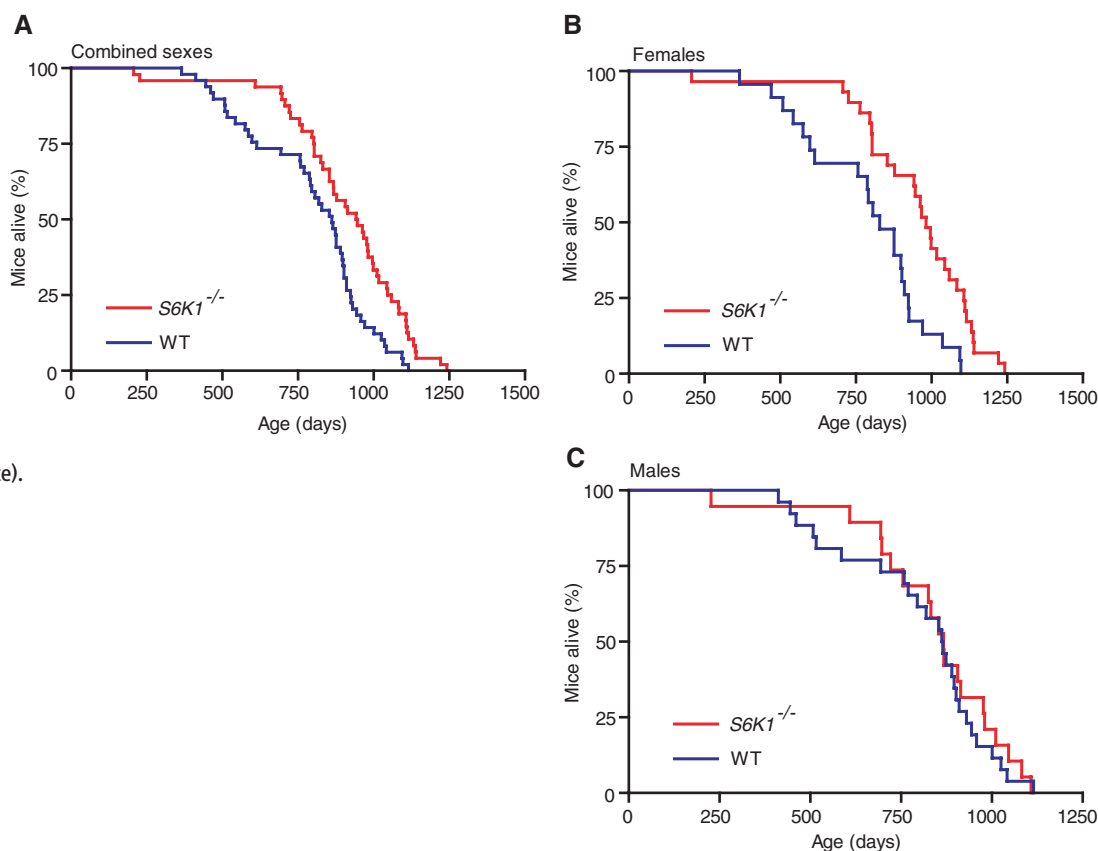 A
Combined sexes
100
75
50
25
0
Mice alive (%)
S6K1-/-
WT
0 250 500 750 1000 1250 1500
Age (days)
B
Females
100
75
50
25
0
Mice alive (%)
S6K1-/-
WT
0 250 500 750 1000 1250 1500
Age (days)
e).
C
Males
100
75
50
25
0
Mice alive (%)
S6K1-/-
WT
0 250 500 750 1000 1250
Age (days)